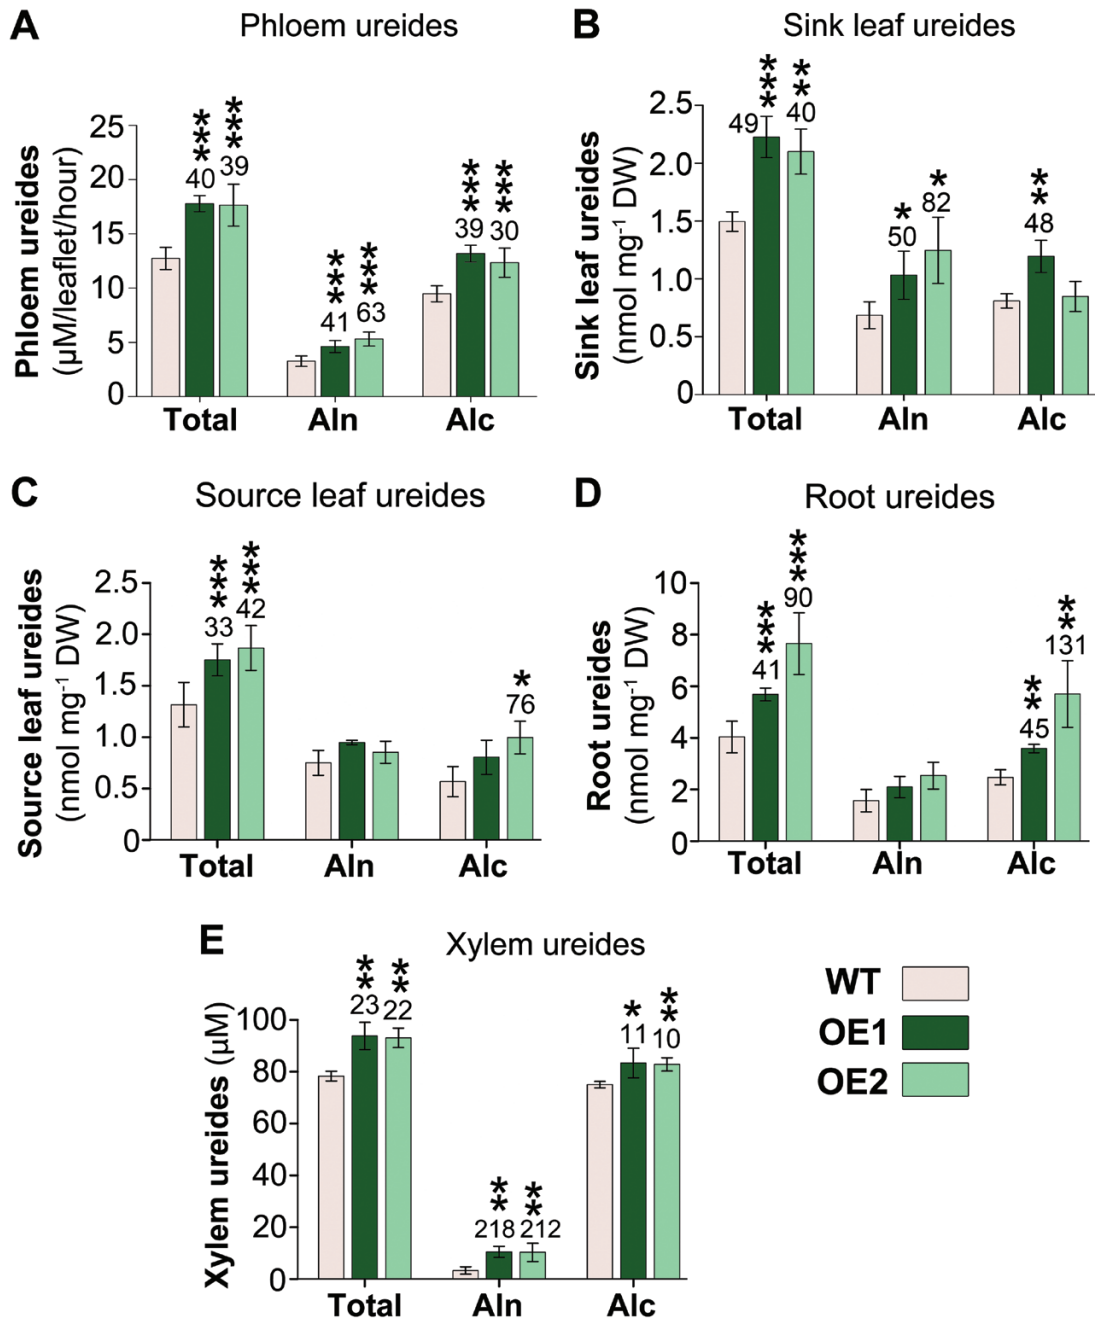 A Phloem ureides
Phloem ureides
(µM/leaflet/hour)
25
20
15
10
5
0
*** ***
40 39
*** ***
41 63
*** ***
39 30
Total Aln Alc
B Sink leaf ureides
Sink leaf ureides
(nmol mg⁻¹ DW)
2.5
2.0
1.5
1.0
0.5
0
*** **
49 40
* *
50 82
**
48
Total Aln Alc
C Source leaf ureides
Source leaf ureides
(nmol mg⁻¹ DW)
2.5
2.0
1.5
1.0
0.5
0
*** ***
33 42
*
76
Total Aln Alc
D Root ureides
Root ureides
(nmol mg⁻¹ DW)
10
8
6
4
2
0
*** ***
41 90
** **
45 131
Total Aln Alc
E Xylem ureides
Xylem ureides (µM)
100
80
60
40
20
0
** **
23 22
** **
218 212
* **
11 10
Total Aln Alc
WT
OE1
OE2